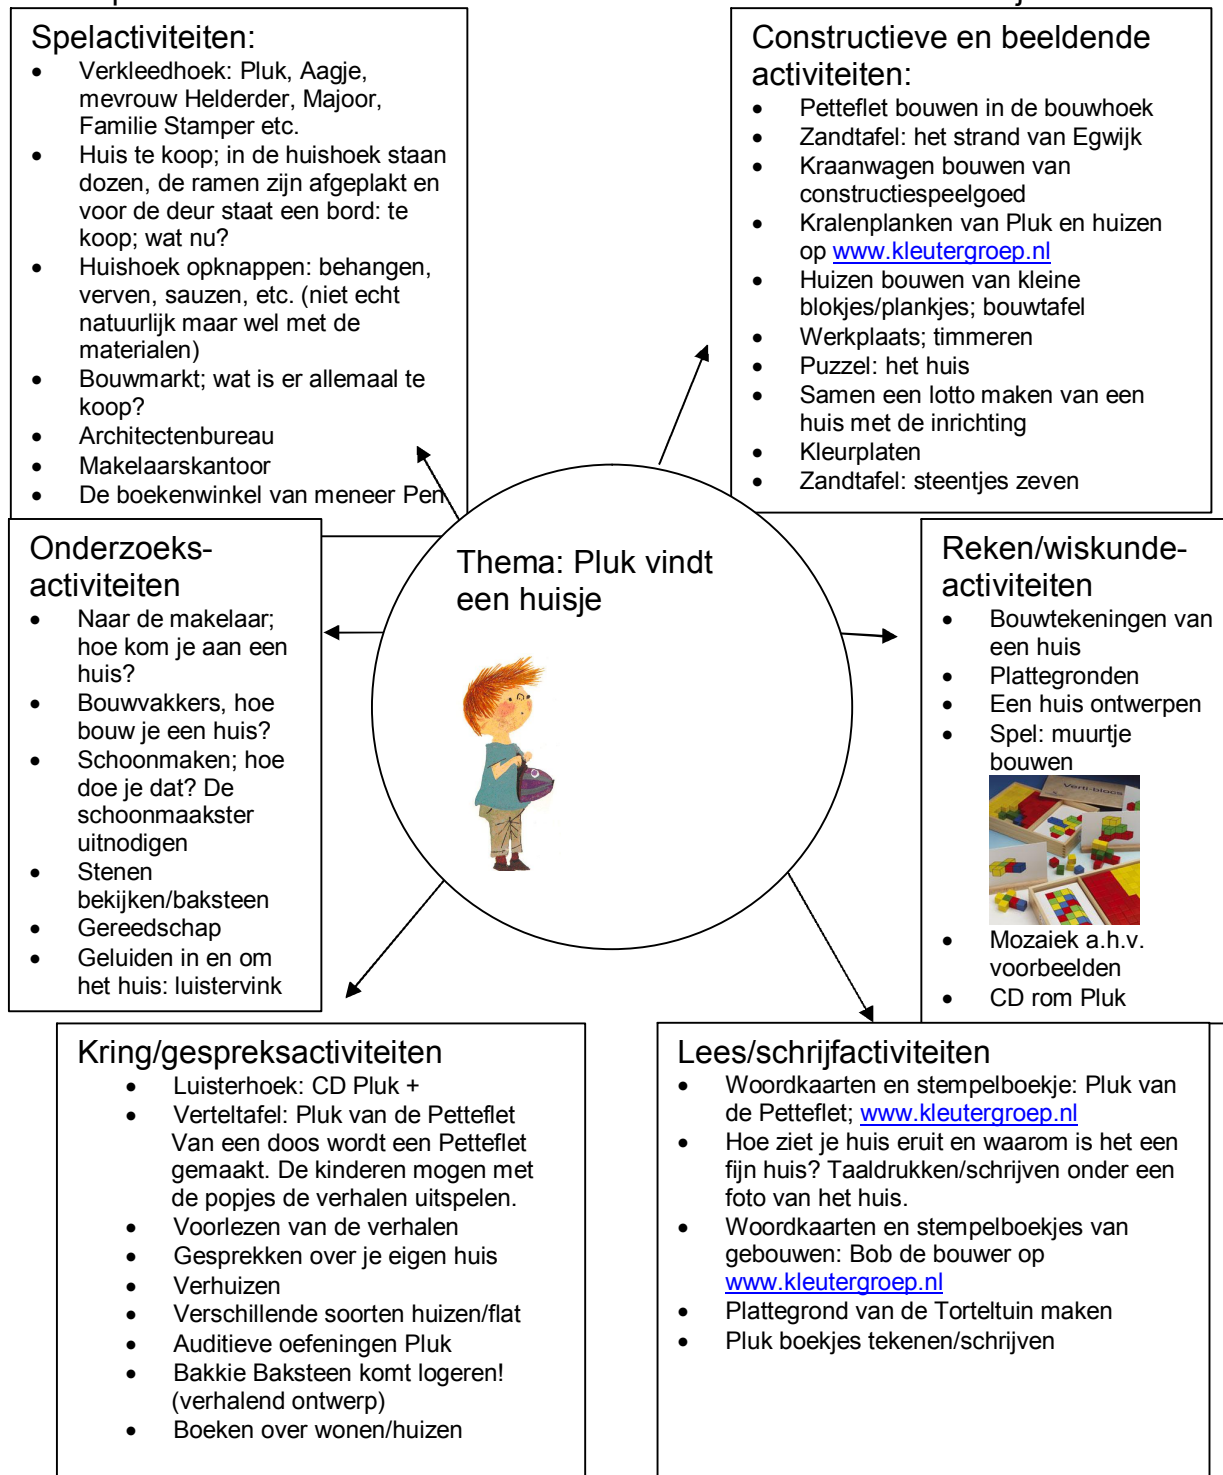 Spelactiviteiten:
• Verkleedhoek: Pluk, Aagje,
mevrouw Helderder, Majoor,
Familie Stamper etc.
• Huis te koop; in de huishoek staan
dozen, de ramen zijn afgeplakt en
voor de deur staat een bord: te
koop; wat nu?
• Huishoek opknappen: behangen,
verven, sauzen, etc. (niet echt
natuurlijk maar wel met de
materialen)
• Bouwmarkt; wat is er allemaal te
koop?
• Architectenbureau
• Makelaarskantoor
• De boekenwinkel van meneer Pen
Constructieve en beeldende
activiteiten:
• Petteflet bouwen in de bouwhoek
• Zandtafel: het strand van Egwijk
• Kraanwagen bouwen van
constructiespeelgoed
• Kralenplanken van Pluk en huizen
op www.kleutergroep.nl
• Huizen bouwen van kleine
blokjes/plankjes; bouwtafel
• Werkplaats; timmeren
• Puzzel: het huis
• Samen een lotto maken van een
huis met de inrichting
• Kleurplaten
• Zandtafel: steentjes zeven
Onderzoeks-
activiteiten
• Naar de makelaar;
hoe kom je aan een
huis?
• Bouwvakkers, hoe
bouw je een huis?
• Schoonmaken; hoe
doe je dat? De
schoonmaakster
uitnodigen
• Stenen
bekijken/baksteen
• Gereedschap
• Geluiden in en om
het huis: luistervink
Thema: Pluk vindt
een huisje
Reken/wiskunde-
activiteiten
• Bouwtekeningen van
een huis
• Plattegronden
• Een huis ontwerpen
• Spel: muurtje
bouwen
Verti-blocs
• Mozaiek a.h.v.
voorbeelden
• CD rom Pluk
Kring/gespreksactiviteiten
• Luisterhoek: CD Pluk +
• Verteltafel: Pluk van de Petteflet
Van een doos wordt een Petteflet
gemaakt. De kinderen mogen met
de popjes de verhalen uitspelen.
• Voorlezen van de verhalen
• Gesprekken over je eigen huis
• Verhuizen
• Verschillende soorten huizen/flat
• Auditieve oefeningen Pluk
• Bakkie Baksteen komt logeren!
(verhalend ontwerp)
• Boeken over wonen/huizen
Lees/schrijfactiviteiten
• Woordkaarten en stempelboekje: Pluk van
de Petteflet; www.kleutergroep.nl
• Hoe ziet je huis eruit en waarom is het een
fijn huis? Taaldrukken/schrijven onder een
foto van het huis.
• Woordkaarten en stempelboekjes van
gebouwen: Bob de bouwer op
www.kleutergroep.nl
• Plattegrond van de Torteltuin maken
• Pluk boekjes tekenen/schrijven